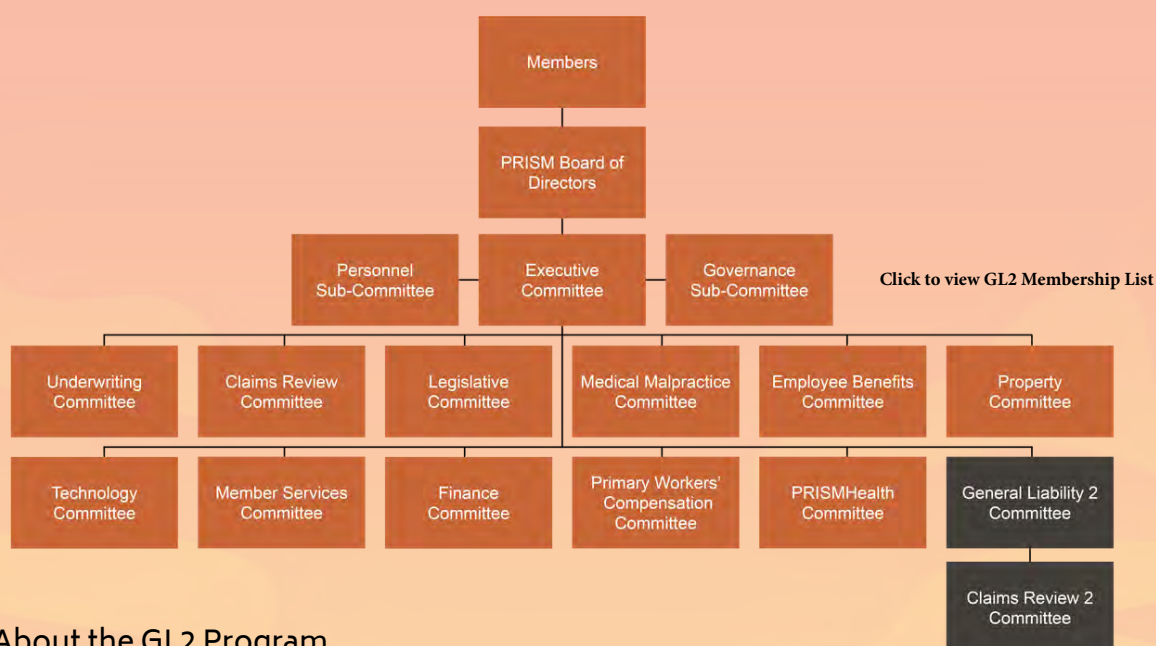 Members
PRISM Board of
Directors
Personnel
Sub-Committee
Executive
Committee
Governance
Sub-Committee
Click to view GL2 Membership List
Underwriting
Committee
Claims Review
Committee
Legislative
Committee
Medical Malpractice
Committee
Employee Benefits
Committee
Property
Committee
Technology
Committee
Member Services
Committee
Finance
Committee
Primary Workers'
Compensation
Committee
PRISMHealth
Committee
General Liability 2
Committee
Claims Review 2
Committee
About the GL2 Program